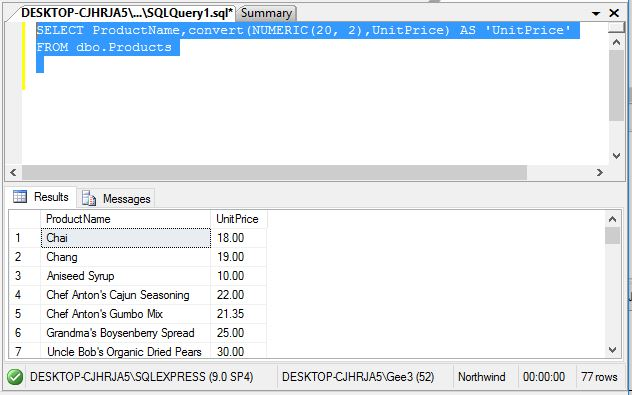 DESKTOP-CJHRJA5\...\SQLQuery1.sql* Summary
SELECT ProductName,convert(NUMERIC(20, 2),UnitPrice) AS 'UnitPrice'
FROM dbo.Products
Results Messages
ProductName UnitPrice
1 Chai 18.00
2 Chang 19.00
3 Aniseed Syrup 10.00
4 Chef Anton's Cajun Seasoning 22.00
5 Chef Anton's Gumbo Mix 21.35
6 Grandma's Boysenberry Spread 25.00
7 Uncle Bob's Organic Dried Pears 30.00
DESKTOP-CJHRJA5\SQLEXPRESS (9.0 SP4) DESKTOP-CJHRJA5\Gee3 (52) Northwind 00:00:00 77 rows